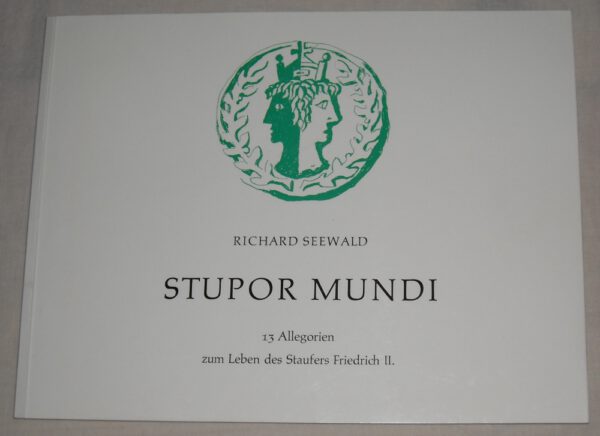 RICHARD SEEWALD
STUPOR MUNDI
13 Allegorien
zum Leben des Staufers Friedrich II.